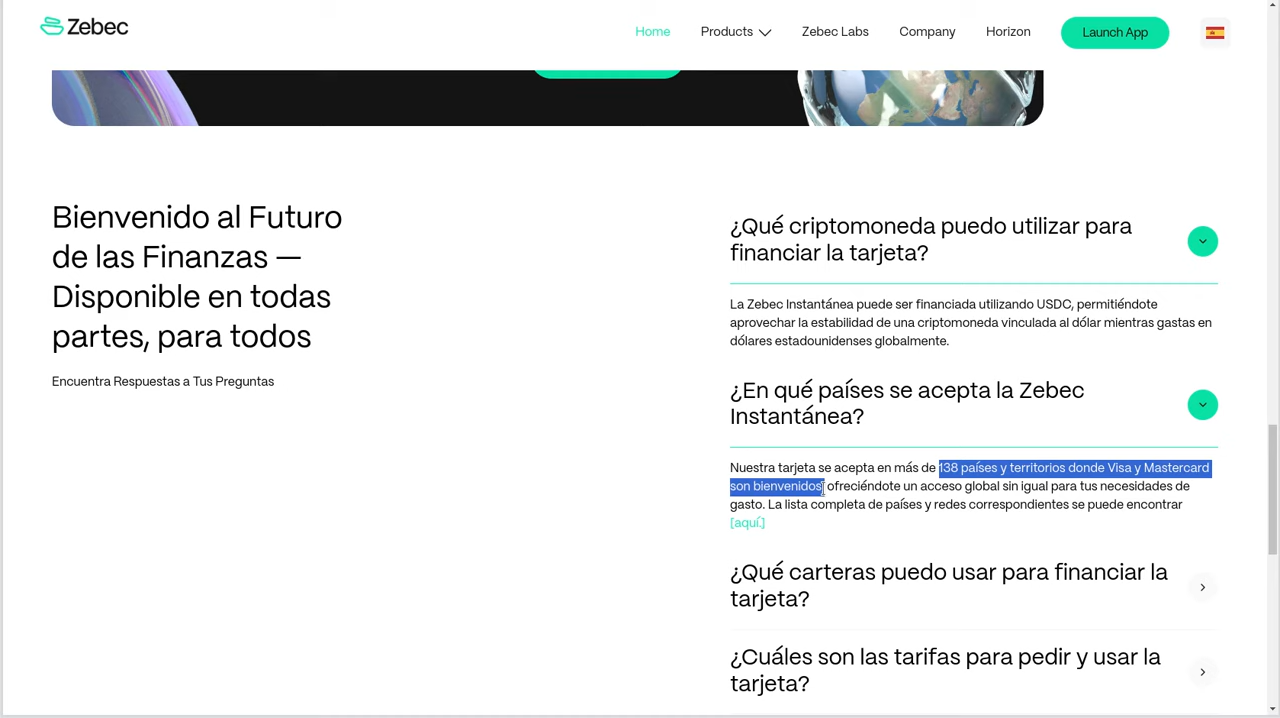 Zebec
Home Products Zebec Labs Company Horizon Launch App
Bienvenido al Futuro
de las Finanzas —
Disponible en todas
partes, para todos
Encuentra Respuestas a Tus Preguntas
¿Qué criptomoneda puedo utilizar para
financiar la tarjeta?
La Zebec Instantánea puede ser financiada utilizando USDC, permitiéndote
aprovechar la estabilidad de una criptomoneda vinculada al dólar mientras gastas en
dólares estadounidenses globalmente.
¿En qué países se acepta la Zebec
Instantánea?
Nuestra tarjeta se acepta en más de 138 países y territorios donde Visa y Mastercard
son bienvenidos, ofreciéndote un acceso global sin igual para tus necesidades de
gasto. La lista completa de países y redes correspondientes se puede encontrar
[aquí.]
¿Qué carteras puedo usar para financiar la
tarjeta?
¿Cuáles son las tarifas para pedir y usar la
tarjeta?